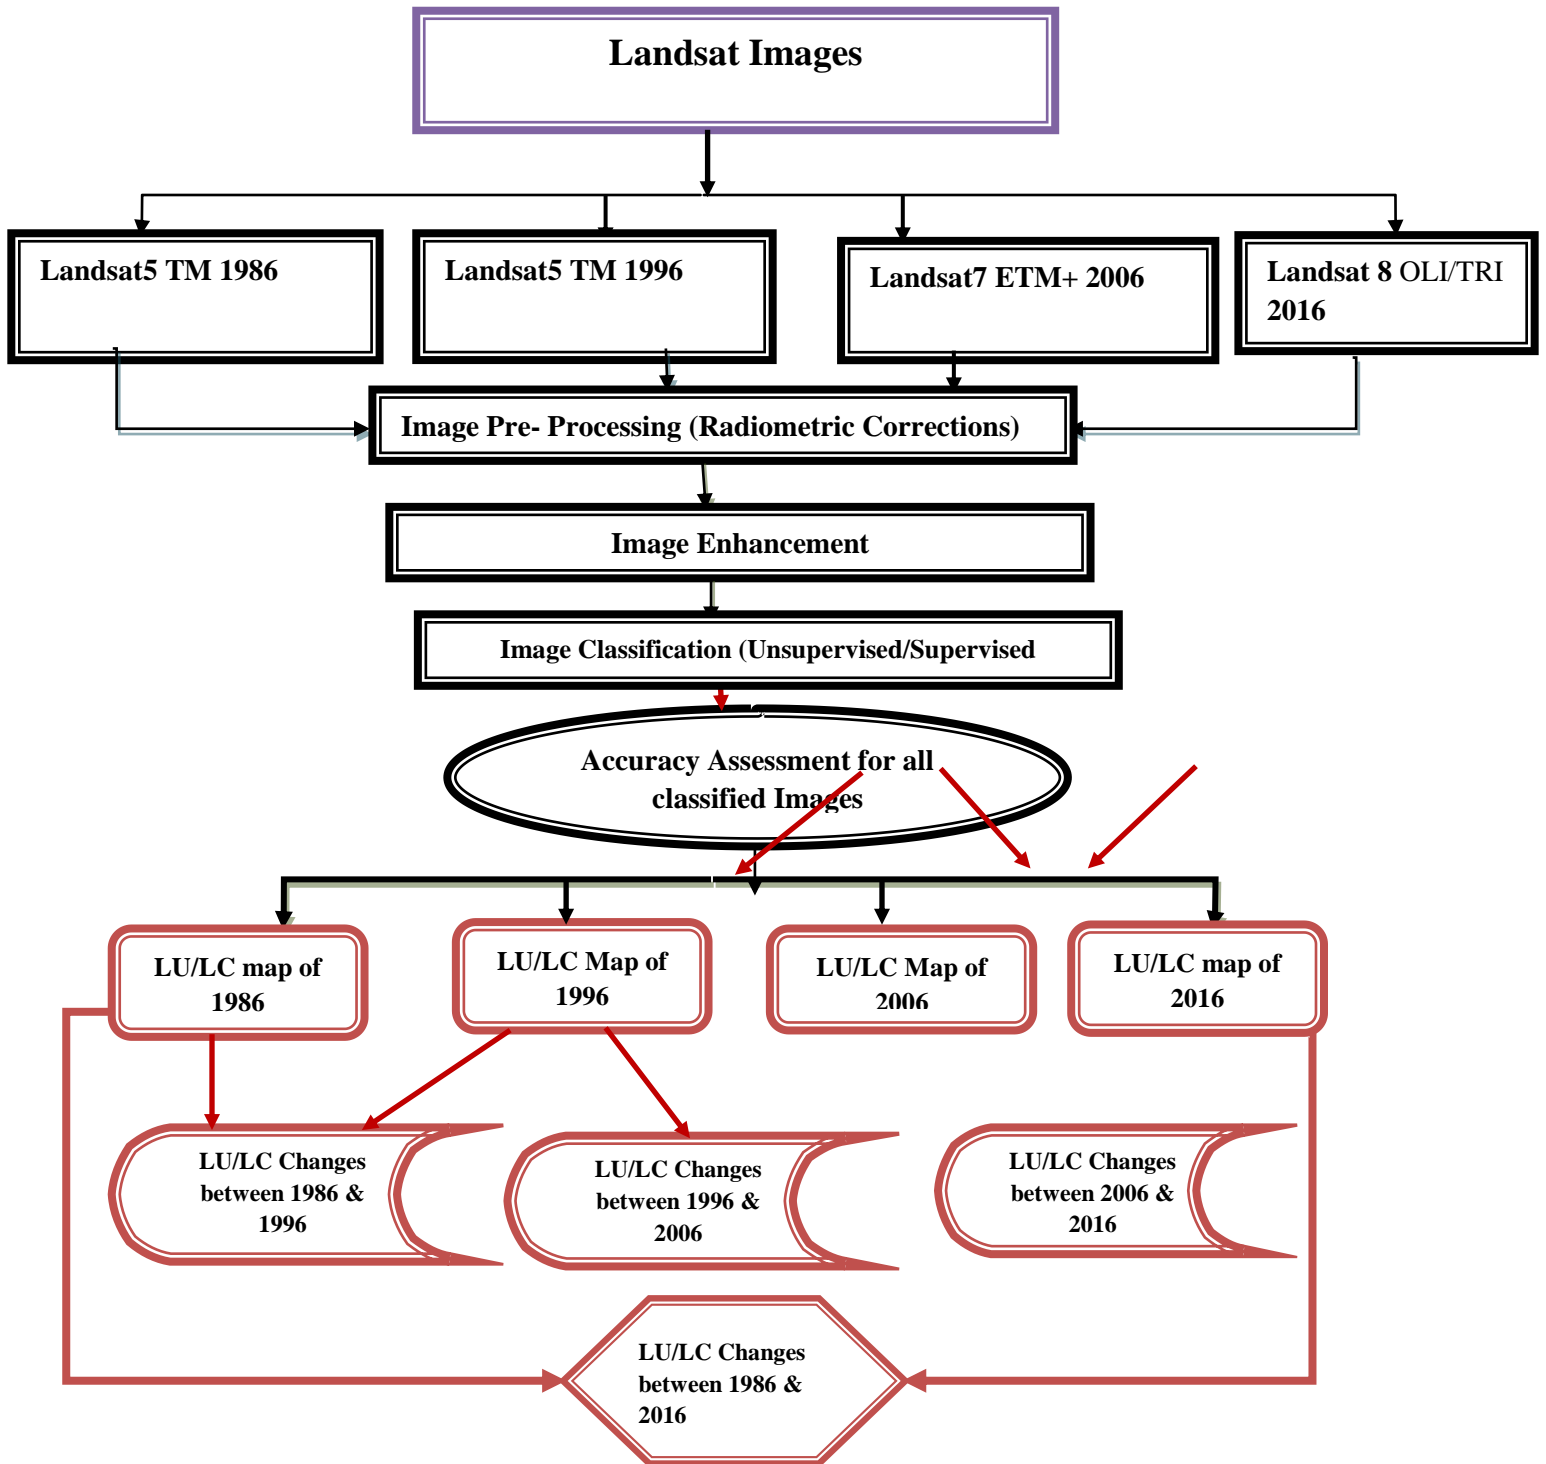 Landsat Images
Landsat5 TM 1986
Landsat5 TM 1996
Landsat7 ETM+ 2006
Landsat 8 OLI/TRI
2016
Image Pre- Processing (Radiometric Corrections)
Image Enhancement
Image Classification (Unsupervised/Supervised
Accuracy Assessment for all
classified Images
LU/LC map of
1986
LU/LC Map of
1996
LU/LC Map of
2006
LU/LC map of
2016
LU/LC Changes
between 1986 &
1996
LU/LC Changes
between 1996 &
2006
LU/LC Changes
between 2006 &
2016
LU/LC Changes
between 1986 &
2016